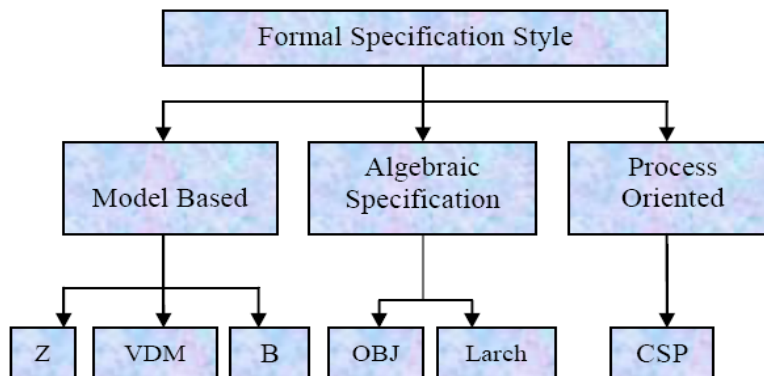 Formal Specification Style
Model Based
Algebraic
Specification
Process
Oriented
Z
VDM
B
OBJ
Larch
CSP